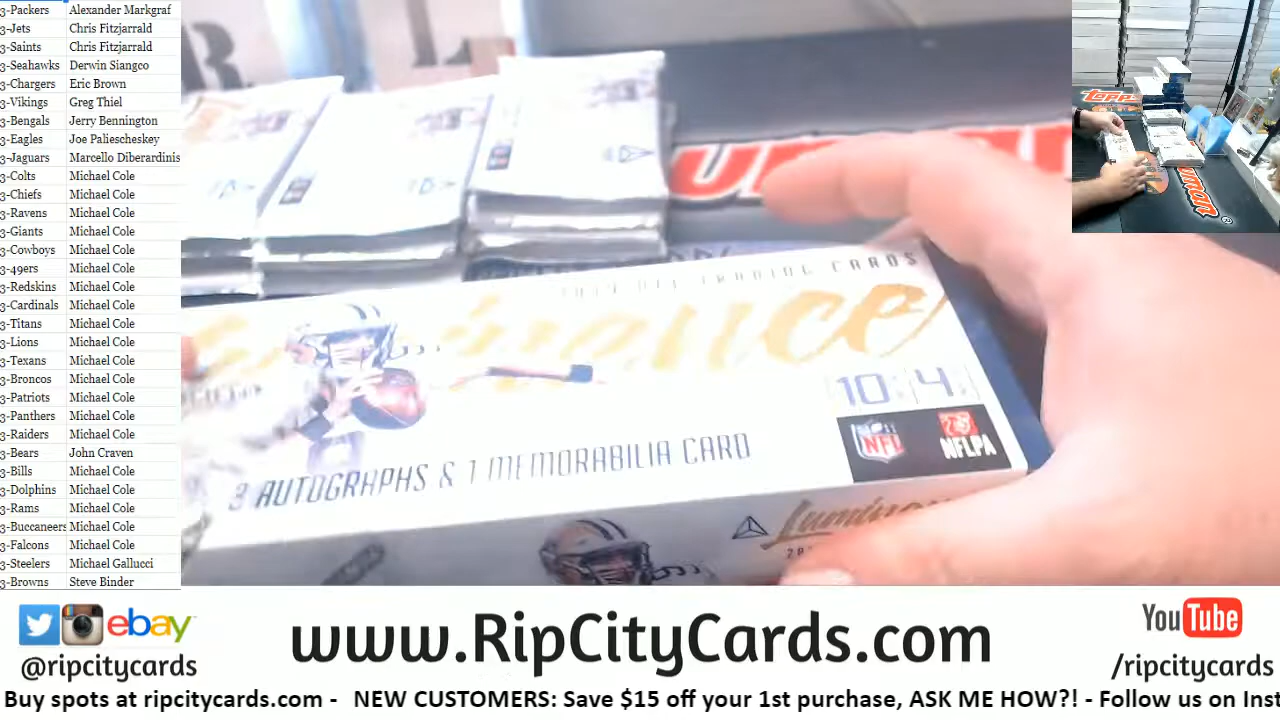 3-Packers Alexander Markgraf
3-Jets Chris Fitzjarrald
3-Saints Chris Fitzjarrald
3-Seahawks Derwin Siangco
3-Chargers Eric Brown
3-Vikings Greg Thiel
3-Bengals Jerry Bennington
3-Eagles Joe Paliescheskey
3-Jaguars Marcello Diberardinis
3-Colts Michael Cole
3-Chiefs Michael Cole
3-Ravens Michael Cole
3-Giants Michael Cole
3-Cowboys Michael Cole
3-49ers Michael Cole
3-Redskins Michael Cole
3-Cardinals Michael Cole
3-Titans Michael Cole
3-Lions Michael Cole
3-Texans Michael Cole
3-Broncos Michael Cole
3-Patriots Michael Cole
3-Panthers Michael Cole
3-Raiders Michael Cole
3-Bears John Craven
3-Bills Michael Cole
3-Dolphins Michael Cole
3-Rams Michael Cole
3-Buccaneers Michael Cole
3-Falcons Michael Cole
3-Steelers Michael Gallucci
3-Browns Steve Binder
TRADING CARDS
10 4
NFL NFLPA
3 AUTOGRAPHS & 1 MEMORABILIA CARD
Topps
ebay
@ripcitycards
www.RipCityCards.com
YouTube
/ripcitycards
Buy spots at ripcitycards.com - NEW CUSTOMERS: Save $15 off your 1st purchase, ASK ME HOW?! - Follow us on Inst